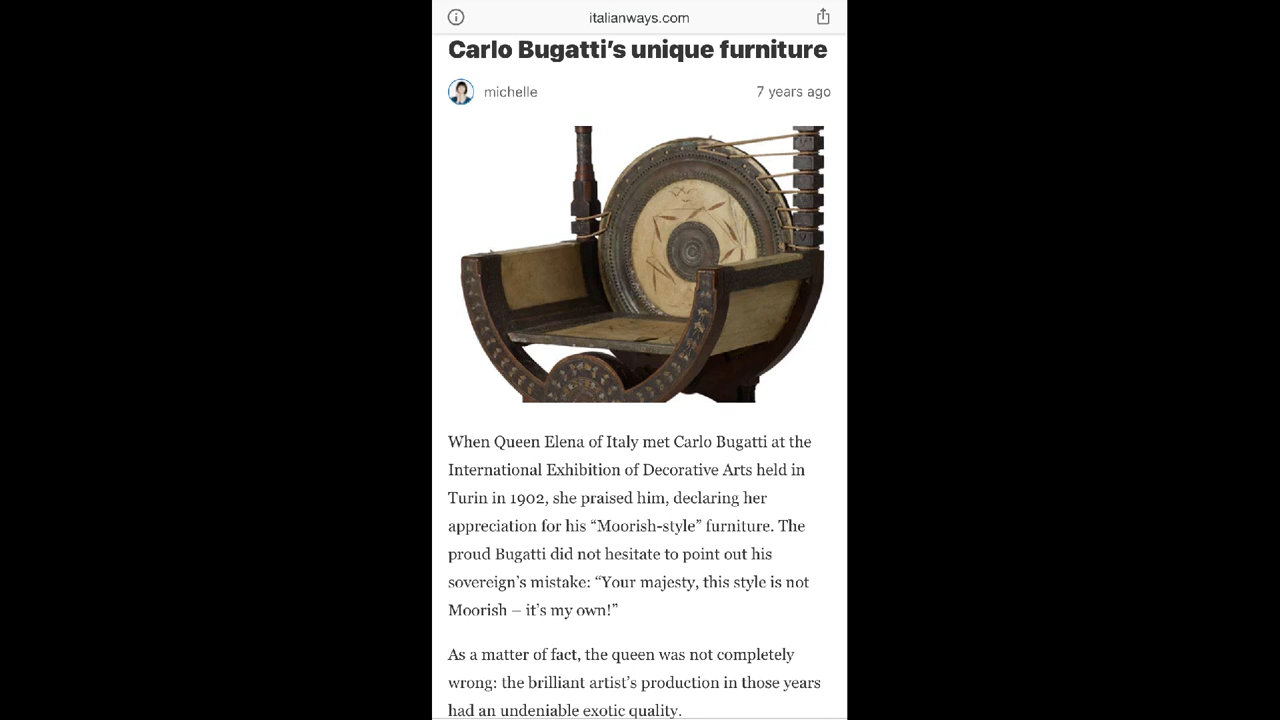 italianways.com
Carlo Bugatti’s unique furniture
michelle
7 years ago
When Queen Elena of Italy met Carlo Bugatti at the
International Exhibition of Decorative Arts held in
Turin in 1902, she praised him, declaring her
appreciation for his “Moorish-style” furniture. The
proud Bugatti did not hesitate to point out his
sovereign’s mistake: “Your majesty, this style is not
Moorish – it’s my own!”
As a matter of fact, the queen was not completely
wrong: the brilliant artist’s production in those years
had an undeniable exotic quality.